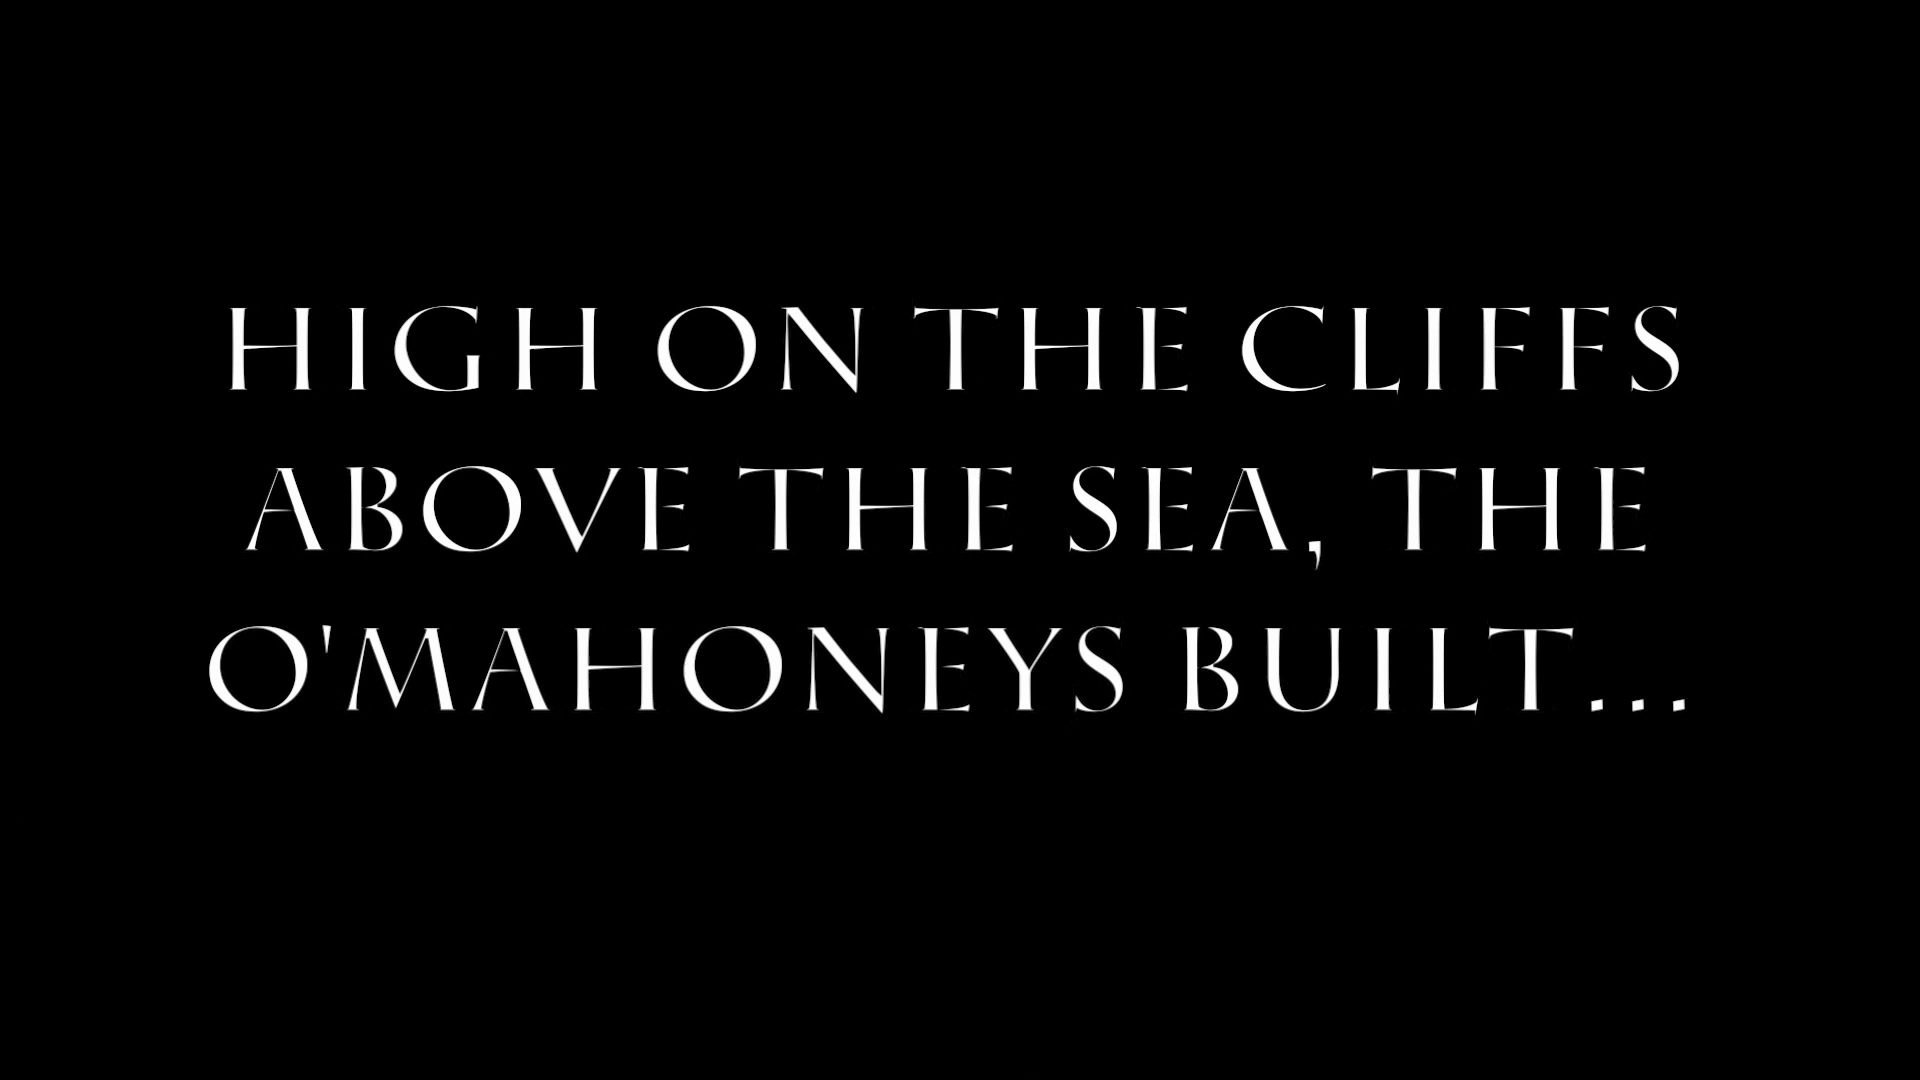 HIGH ON THE CLIFFS
ABOVE THE SEA, THE
O'MAHONEYS BUILT...